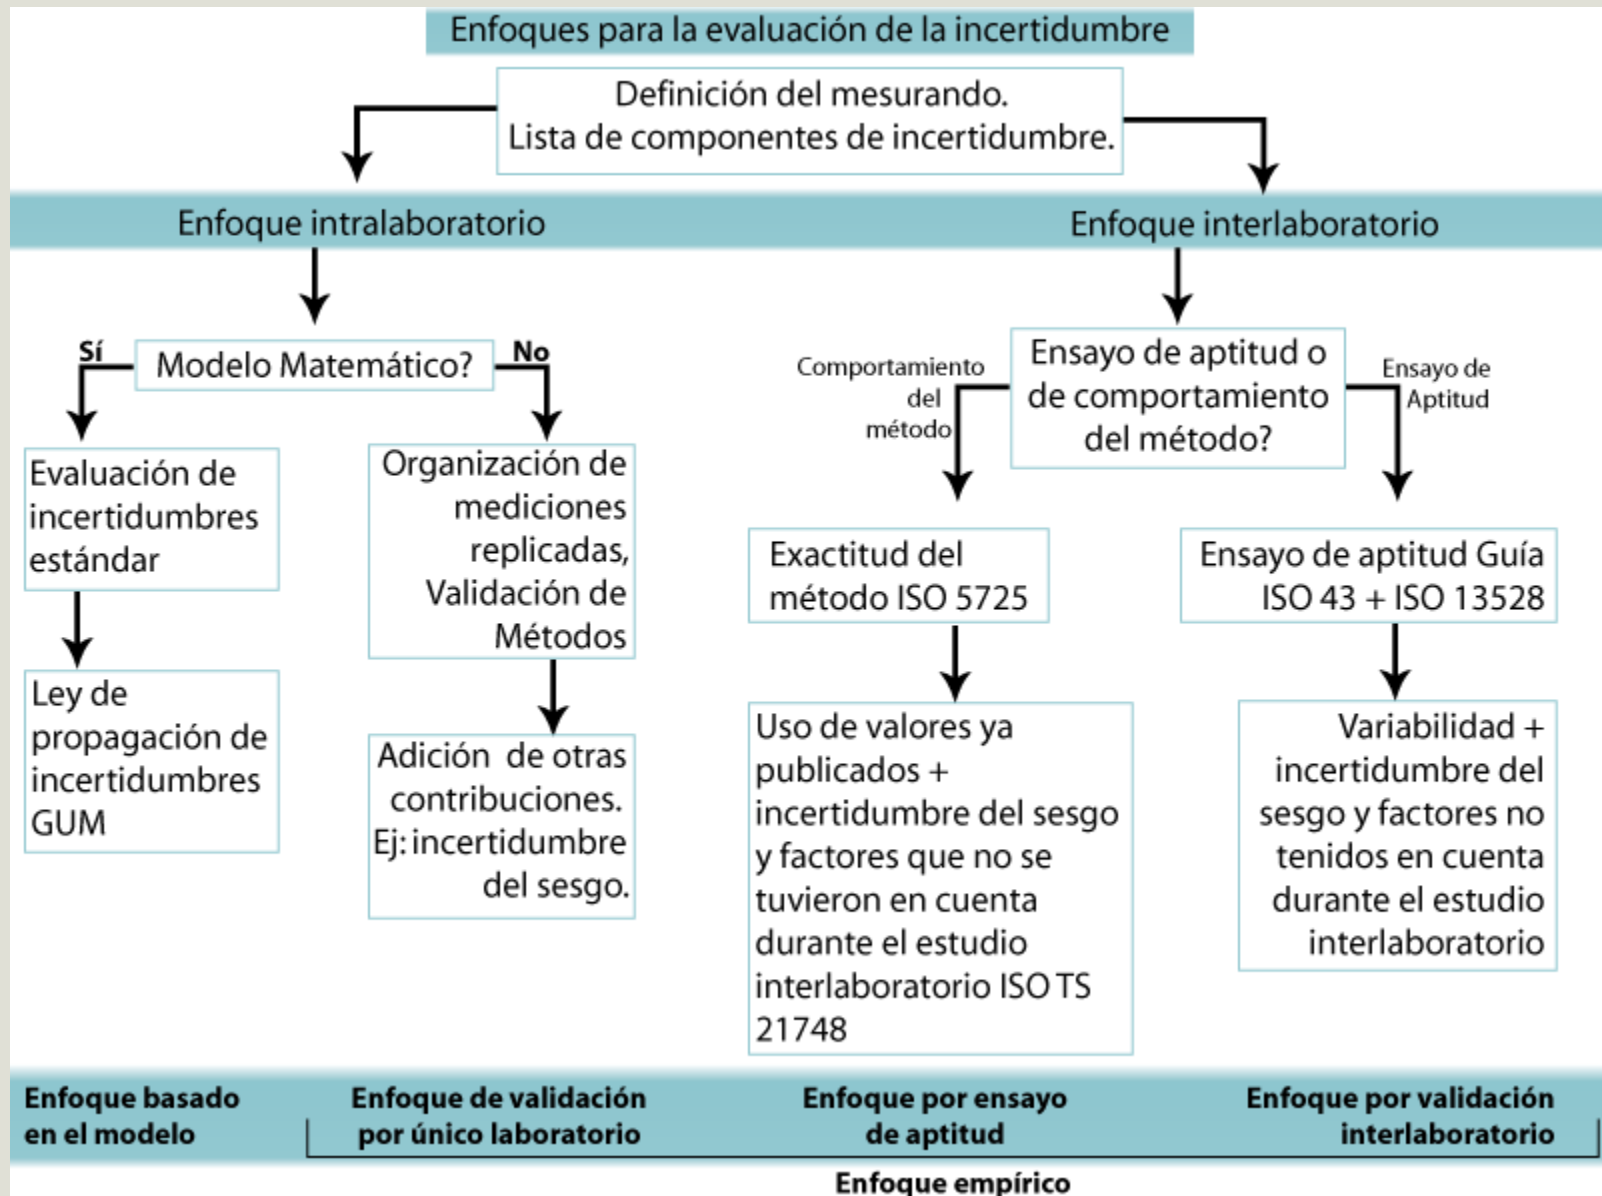 Enfoques para la evaluación de la incertidumbre
Definición del mesurando.
Lista de componentes de incertidumbre.
Enfoque intralaboratorio
Enfoque interlaboratorio
Sí
Modelo Matemático?
No
Evaluación de
incertidumbres
estándar
Ley de
propagación de
incertidumbres
GUM
Organización de
mediciones
replicadas,
Validación de
Métodos
Adición de otras
contribuciones.
Ej: incertidumbre
del sesgo.
Comportamiento
del
método
Ensayo de aptitud o
de comportamiento
del método?
Ensayo de
Aptitud
Exactitud del
método ISO 5725
Uso de valores ya
publicados +
incertidumbre del sesgo
y factores que no se
tuvieron en cuenta
durante el estudio
interlaboratorio ISO TS
21748
Ensayo de aptitud Guía
ISO 43 + ISO 13528
Variabilidad +
incertidumbre del
sesgo y factores no
tenidos en cuenta
durante el estudio
interlaboratorio
Enfoque basado
en el modelo
Enfoque de validación
por único laboratorio
Enfoque por ensayo
de aptitud
Enfoque por validación
interlaboratorio
Enfoque empírico